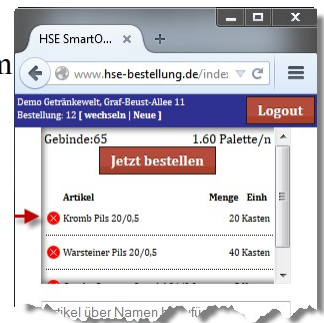 HSE SmartO...
m
www.hse-bestellung.de/inde
Demo Getränkewelt, Graf-Beust-Allee 11
Bestellung: 12 [ wechseln | Neue ]
Logout
Gebinde:65 1.60 Palette/n
Jetzt bestellen
Artikel Menge Einh
Kromb Pils 20/0,5 20 Kasten
Warsteiner Pils 20/0,5 40 Kasten